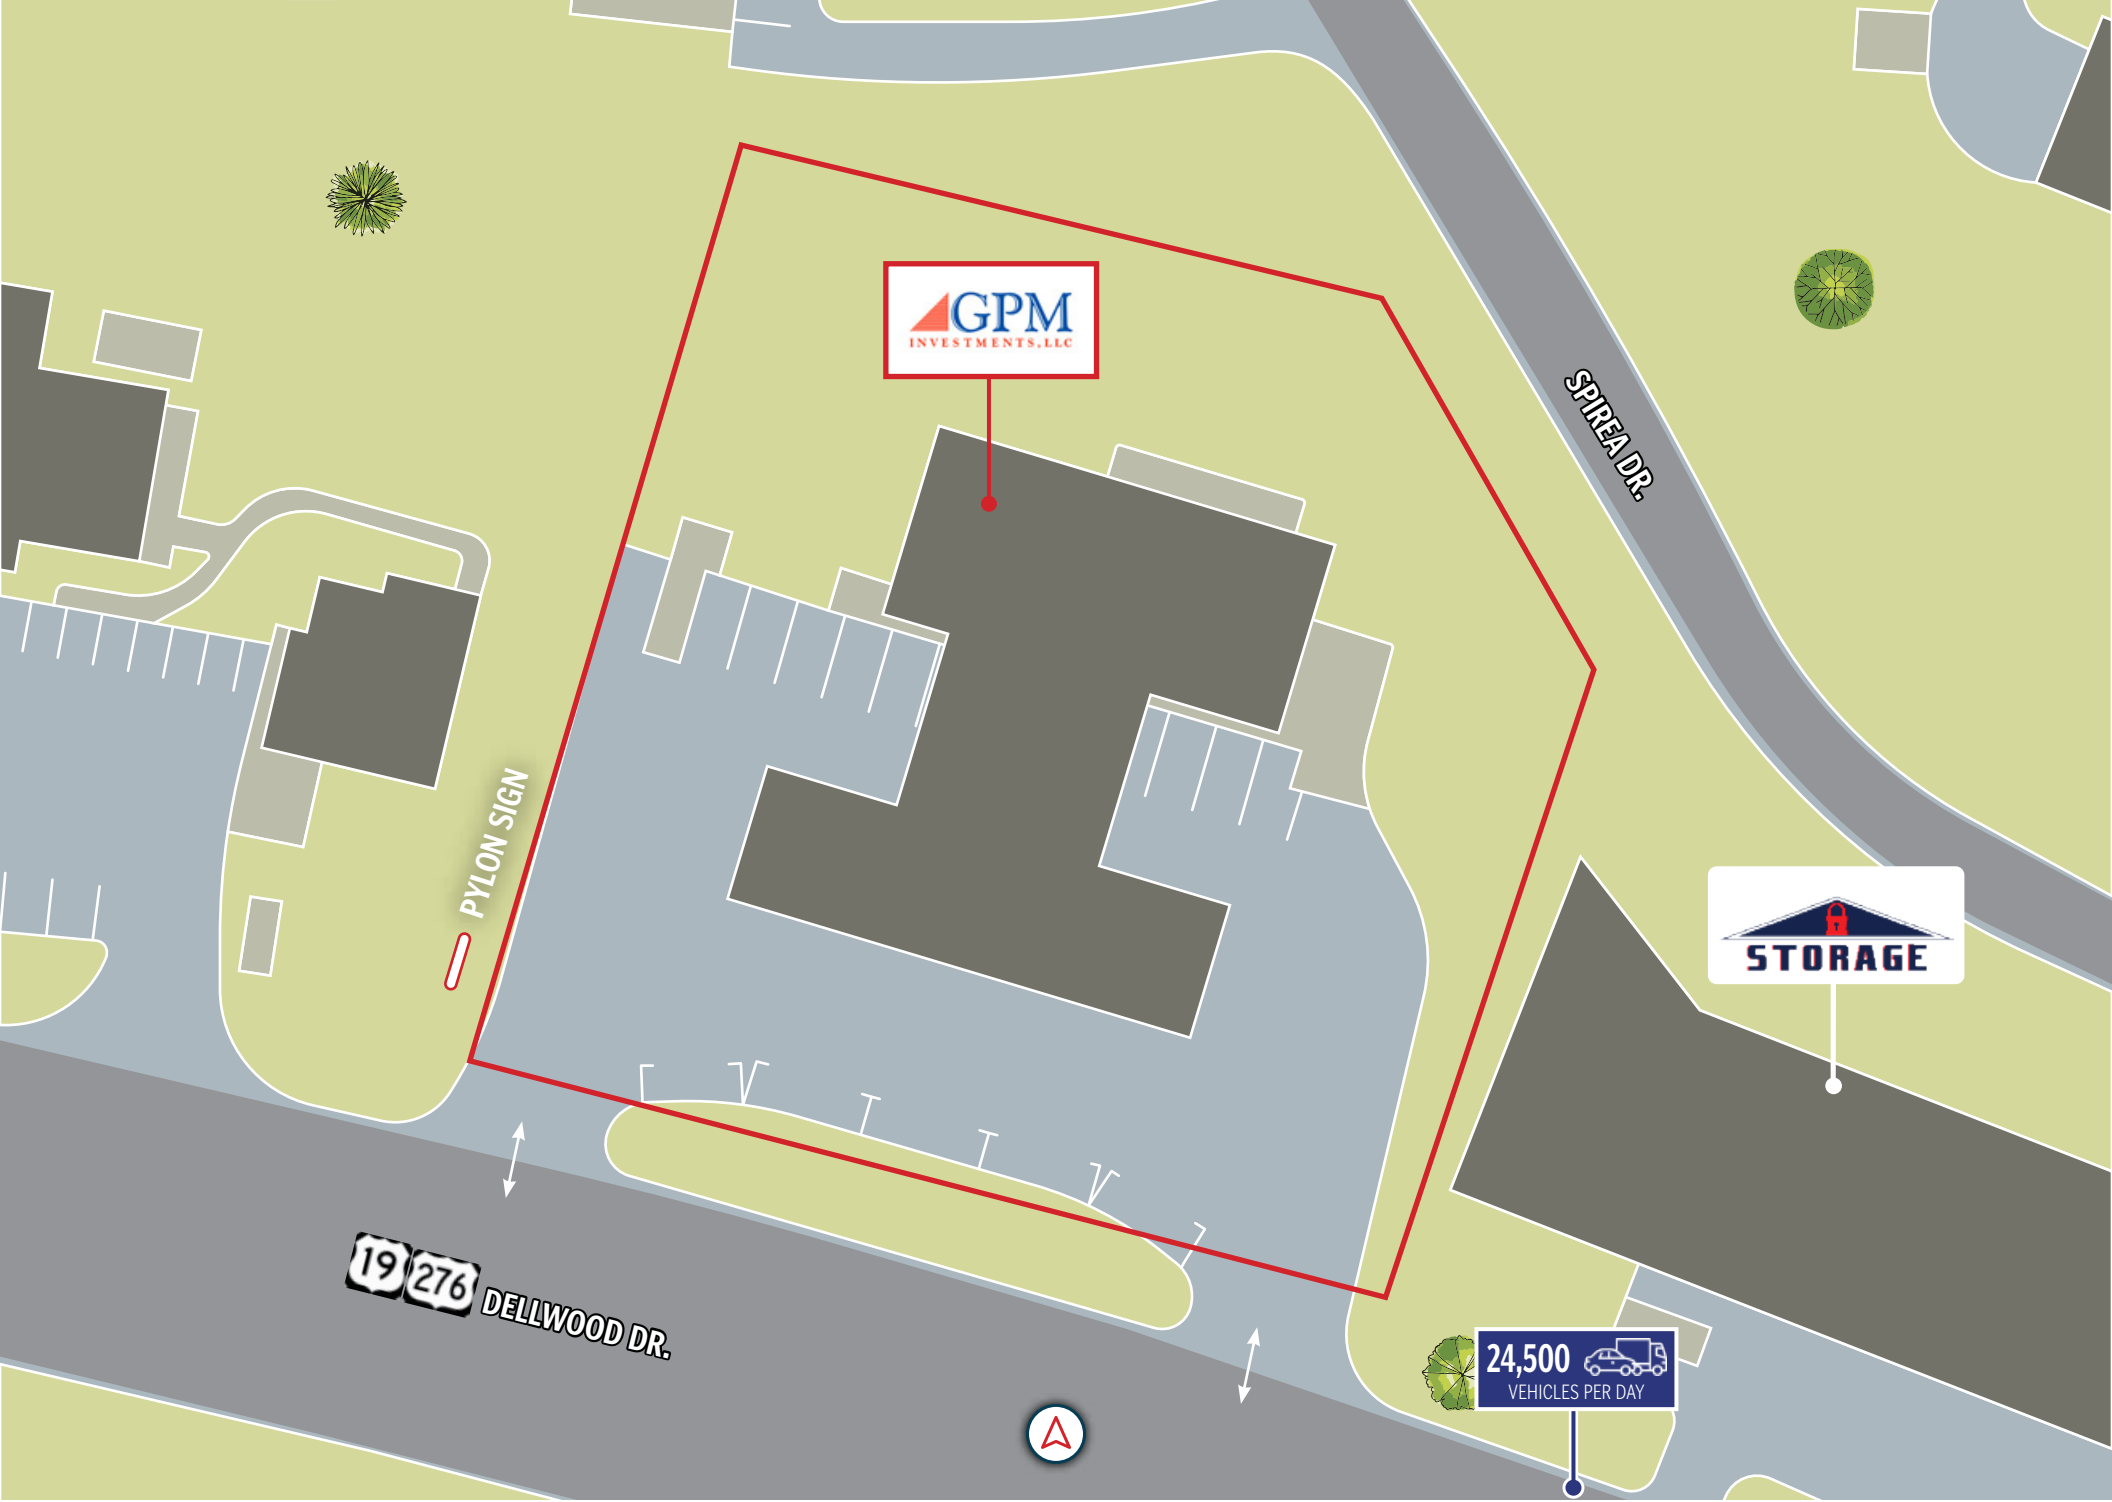 GPM
INVESTMENTS, LLC
SPIREA DR.
PYLON SIGN
STORAGE
19 276 DELLWOOD DR.
24,500
VEHICLES PER DAY